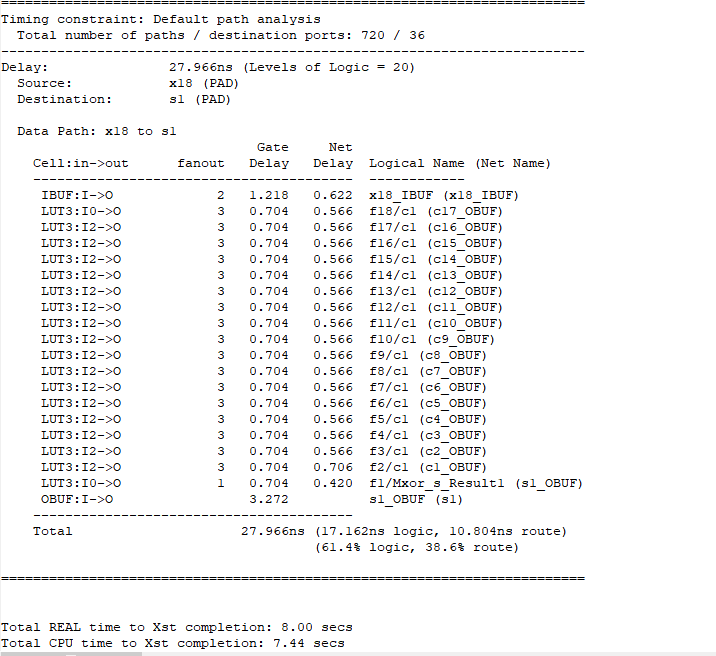 =========================================================================
Timing constraint: Default path analysis
  Total number of paths / destination ports: 720 / 36
-------------------------------------------------------------------------
Delay:               27.966ns (Levels of Logic = 20)
  Source:            x18 (PAD)
  Destination:       s1 (PAD)

  Data Path: x18 to s1
                                Gate     Net
    Cell:in->out      fanout   Delay   Delay  Logical Name (Net Name)
    ----------------------------------------  ------------
     IBUF:I->O             2   1.218   0.622  x18_IBUF (x18_IBUF)
     LUT3:I0->O            3   0.704   0.566  f18/c1 (c17_OBUF)
     LUT3:I2->O            3   0.704   0.566  f17/c1 (c16_OBUF)
     LUT3:I2->O            3   0.704   0.566  f16/c1 (c15_OBUF)
     LUT3:I2->O            3   0.704   0.566  f15/c1 (c14_OBUF)
     LUT3:I2->O            3   0.704   0.566  f14/c1 (c13_OBUF)
     LUT3:I2->O            3   0.704   0.566  f13/c1 (c12_OBUF)
     LUT3:I2->O            3   0.704   0.566  f12/c1 (c11_OBUF)
     LUT3:I2->O            3   0.704   0.566  f11/c1 (c10_OBUF)
     LUT3:I2->O            3   0.704   0.566  f10/c1 (c9_OBUF)
     LUT3:I2->O            3   0.704   0.566  f9/c1 (c8_OBUF)
     LUT3:I2->O            3   0.704   0.566  f8/c1 (c7_OBUF)
     LUT3:I2->O            3   0.704   0.566  f7/c1 (c6_OBUF)
     LUT3:I2->O            3   0.704   0.566  f6/c1 (c5_OBUF)
     LUT3:I2->O            3   0.704   0.566  f5/c1 (c4_OBUF)
     LUT3:I2->O            3   0.704   0.566  f4/c1 (c3_OBUF)
     LUT3:I2->O            3   0.704   0.566  f3/c1 (c2_OBUF)
     LUT3:I2->O            3   0.704   0.706  f2/c1 (c1_OBUF)
     LUT3:I0->O            1   0.704   0.420  f1/Mxor_s_Result1 (s1_OBUF)
     OBUF:I->O                 3.272          s1_OBUF (s1)
    ----------------------------------------
    Total                     27.966ns (17.162ns logic, 10.804ns route)
                                       (61.4% logic, 38.6% route)

=========================================================================

Total REAL time to Xst completion: 8.00 secs
Total CPU time to Xst completion: 7.44 secs